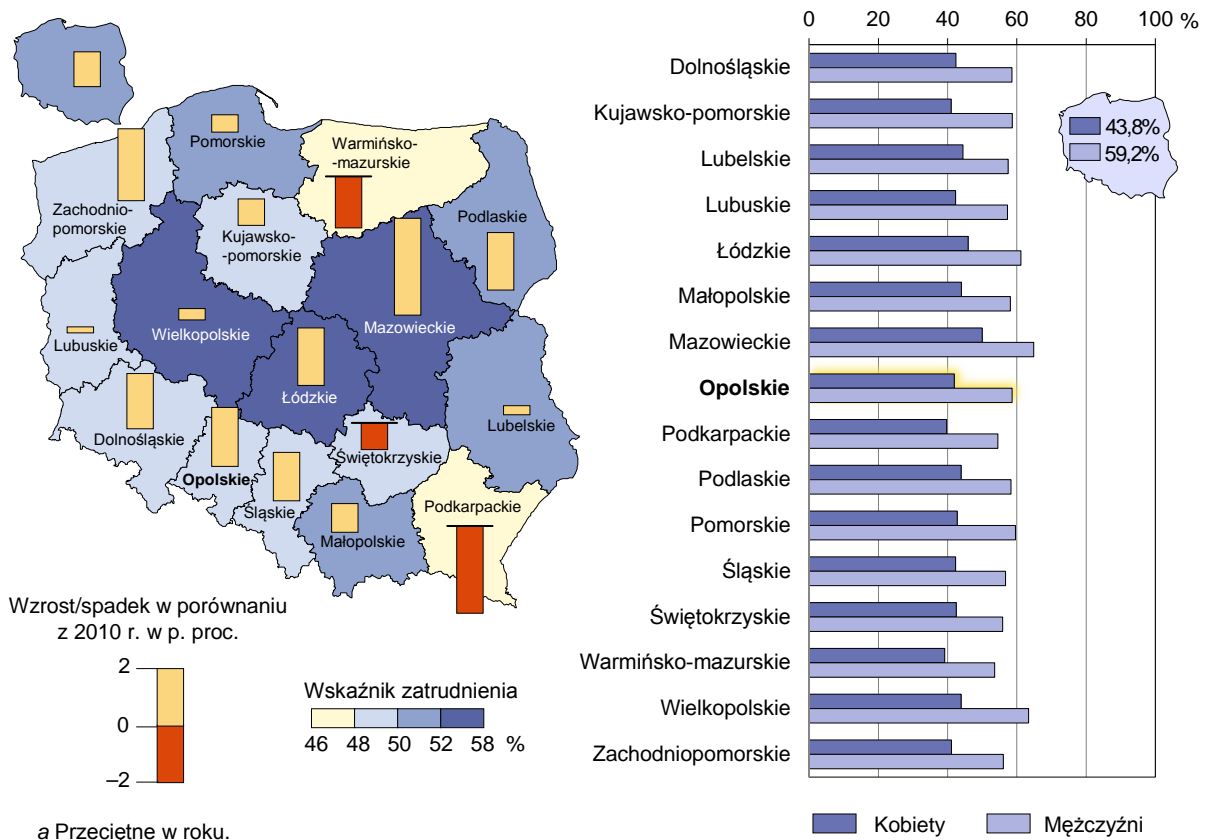 Pomorskie
Warmińsko-
-mazurskie
Zachodnio-
pomorskie
Kujawsko-
-pomorskie
Podlaskie
Wielkopolskie
Mazowieckie
Lubuskie
Łódzkie
Dolnośląskie
Lubelskie
Opolskie
Świętokrzyskie
Śląskie
Małopolskie
Podkarpackie
Wzrost/spadek w porównaniu
z 2010 r. w p. proc.
2
0
–2
Wskaźnik zatrudnienia
46 48 50 52 58 %
a Przeciętne w roku.
0 20 40 60 80 100 %
Dolnośląskie
Kujawsko-pomorskie
Lubelskie
Lubuskie
Łódzkie
Małopolskie
Mazowieckie
Opolskie
Podkarpackie
Podlaskie
Pomorskie
Śląskie
Świętokrzyskie
Warmińsko-mazurskie
Wielkopolskie
Zachodniopomorskie
43,8%
59,2%
Kobiety Mężczyźni